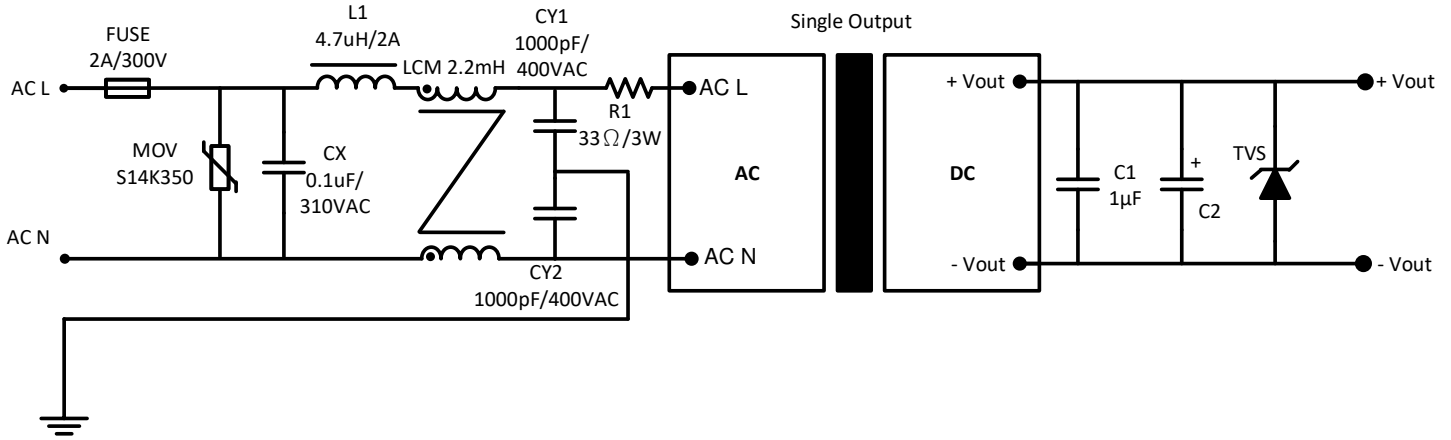 Single Output
FUSE
2A/300V
L1
4.7uH/2A
LCM 2.2mH
CY1
1000pF/
400VAC
AC L
R1
33Ω/3W
AC L
+ Vout
+ Vout
MOV
S14K350
CX
0.1uF/
310VAC
AC
DC
C1
1µF
+
C2
TVS
AC N
AC N
CY2
1000pF/400VAC
- Vout
- Vout